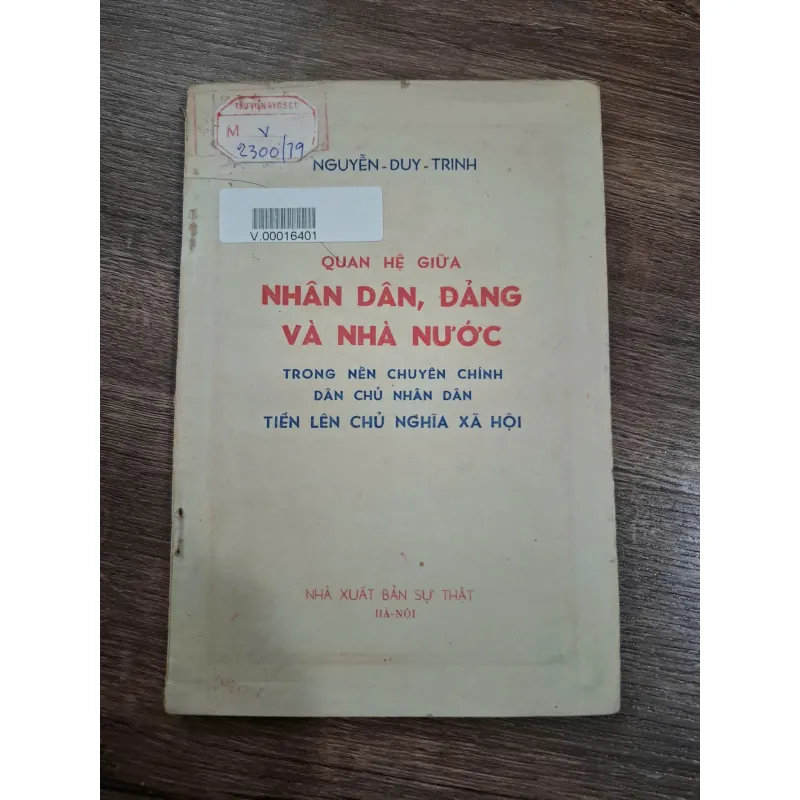 M V
2300/79
NGUYỄN - DUY - TRINH
V.00016401
QUAN HỆ GIỮA
NHÂN DÂN, ĐẢNG
VÀ NHÀ NƯỚC
TRONG NỀN CHUYÊN CHÍNH
DÂN CHỦ NHÂN DÂN
TIẾN LÊN CHỦ NGHĨA XÃ HỘI
NHÀ XUẤT BẢN SỰ THẬT
HÀ-NỘI